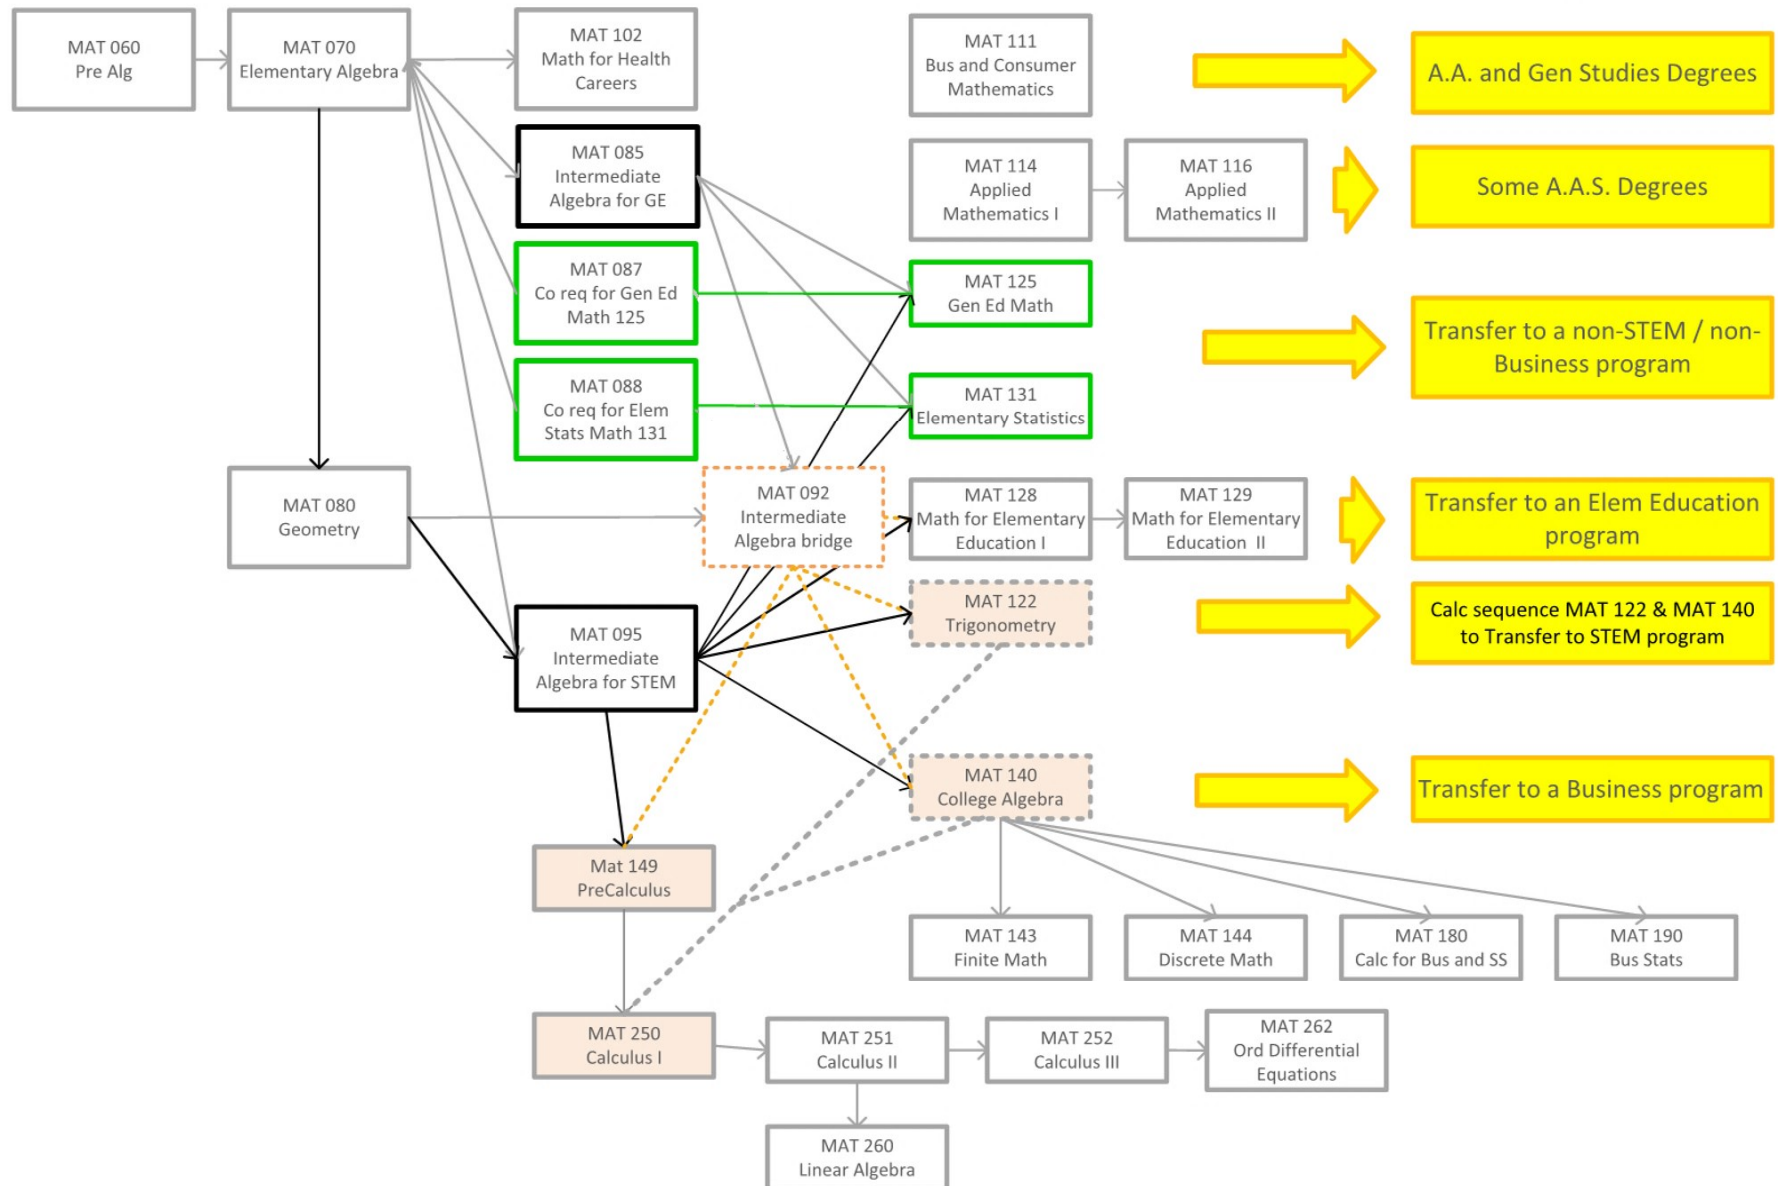 MAT 060
Pre Alg
MAT 070
Elementary Algebra
MAT 102
Math for Health
Careers
MAT 111
Bus and Consumer
Mathematics
A.A. and Gen Studies Degrees
MAT 085
Intermediate
Algebra for GE
MAT 114
Applied
Mathematics I
MAT 116
Applied
Mathematics II
Some A.A.S. Degrees
MAT 087
Co req for Gen Ed
Math 125
MAT 125
Gen Ed Math
Transfer to a non-STEM / non-
Business program
MAT 088
Co req for Elem
Stats Math 131
MAT 131
Elementary Statistics
MAT 080
Geometry
MAT 092
Intermediate
Algebra bridge
MAT 128
Math for Elementary
Education I
MAT 129
Math for Elementary
Education  II
Transfer to an Elem Education
program
MAT 122
Trigonometry
Calc sequence MAT 122 & MAT 140
to Transfer to STEM program
MAT 095
Intermediate
Algebra for STEM
MAT 140
College Algebra
Transfer to a Business program
Mat 149
PreCalculus
MAT 143
Finite Math
MAT 144
Discrete Math
MAT 180
Calc for Bus and SS
MAT 190
Bus Stats
MAT 250
Calculus I
MAT 251
Calculus II
MAT 252
Calculus III
MAT 262
Ord Differential
Equations
MAT 260
Linear Algebra